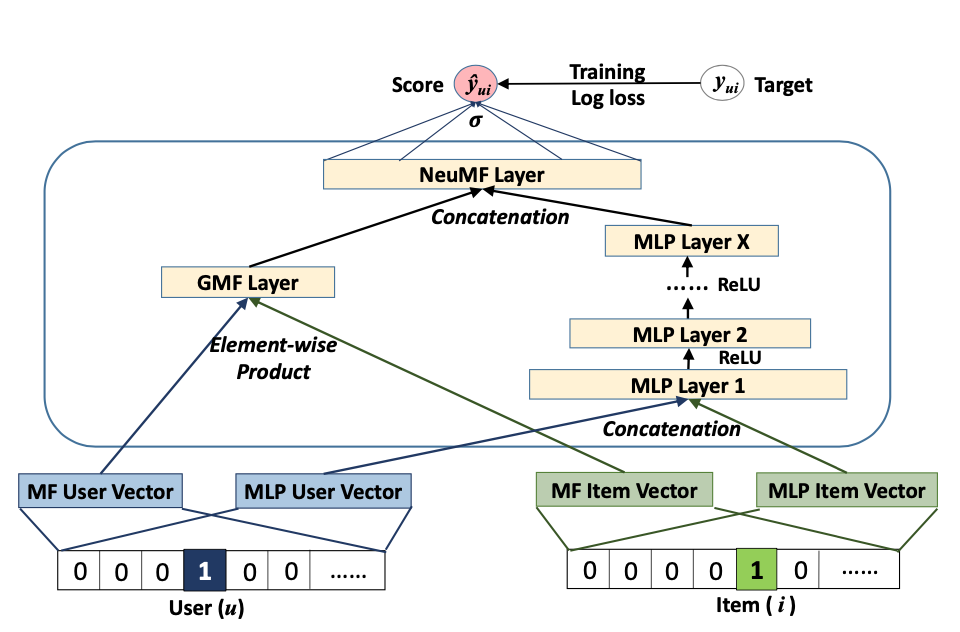 Score
ŷui
Training
Log loss
yui
Target
σ
NeuMF Layer
Concatenation
MLP Layer X
GMF Layer
...... ReLU
Element-wise
Product
MLP Layer 2
ReLU
MLP Layer 1
Concatenation
MF User Vector
MLP User Vector
MF Item Vector
MLP Item Vector
0 0 0 1 0 0 ......
0 0 0 0 1 0 ......
User (u)
Item ( i )